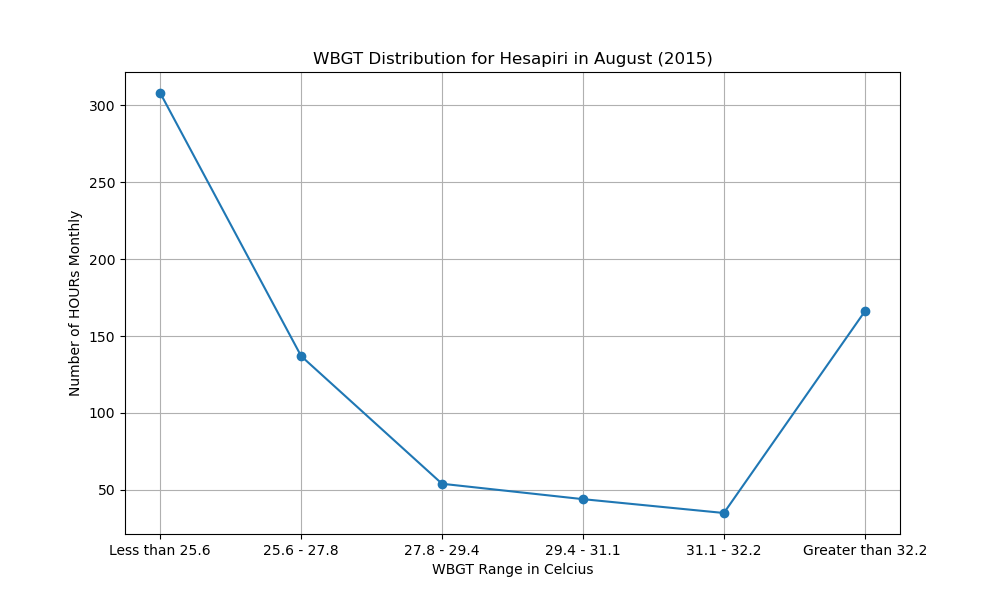 WBGT Distribution for Hesapiri in August (2015)
Number of HOURs Monthly
300
250
200
150
100
50
Less than 25.6
25.6 - 27.8
27.8 - 29.4
29.4 - 31.1
31.1 - 32.2
Greater than 32.2
WBGT Range in Celcius